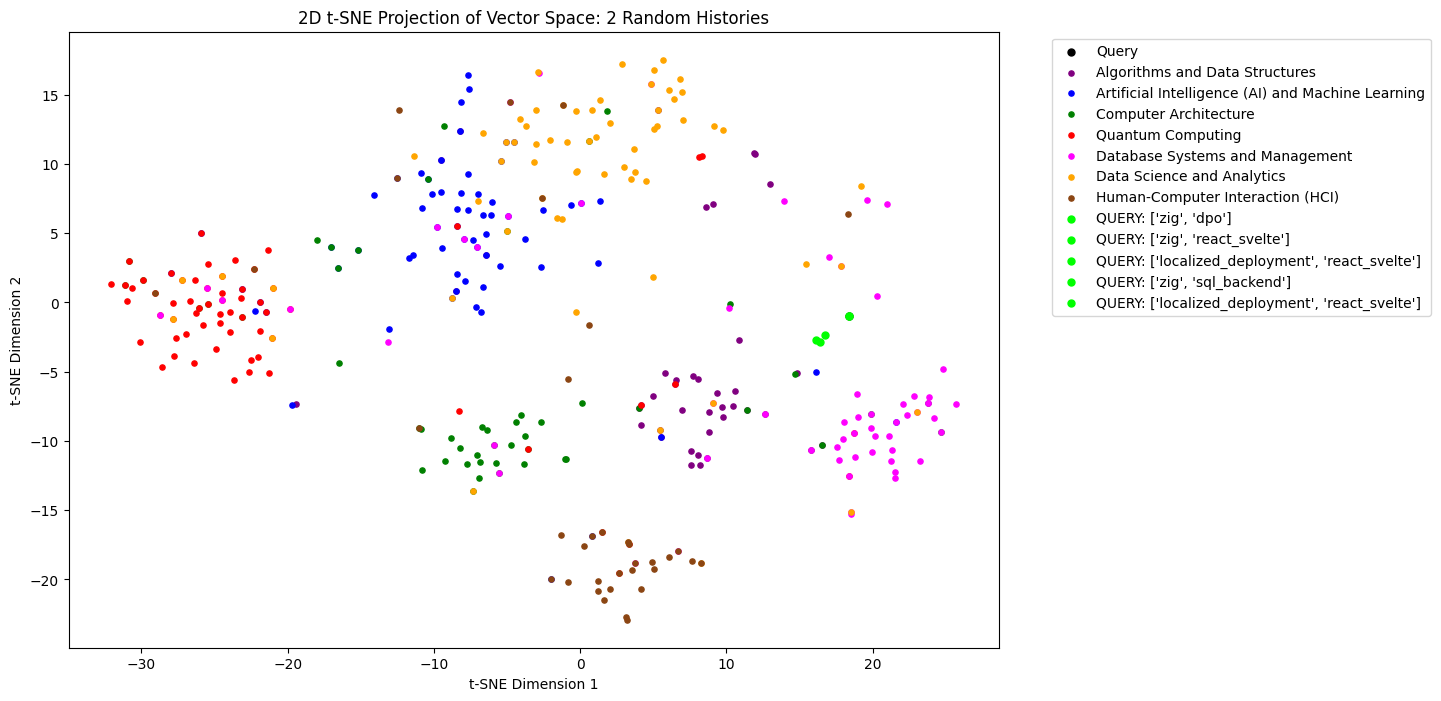 2D t-SNE Projection of Vector Space: 2 Random Histories
t-SNE Dimension 2
15
10
5
0
−5
−10
−15
−20
−30
−20
−10
0
10
20
t-SNE Dimension 1
Query
Algorithms and Data Structures
Artificial Intelligence (AI) and Machine Learning
Computer Architecture
Quantum Computing
Database Systems and Management
Data Science and Analytics
Human-Computer Interaction (HCI)
QUERY: ['zig', 'dpo']
QUERY: ['zig', 'react_svelte']
QUERY: ['localized_deployment', 'react_svelte']
QUERY: ['zig', 'sql_backend']
QUERY: ['localized_deployment', 'react_svelte']